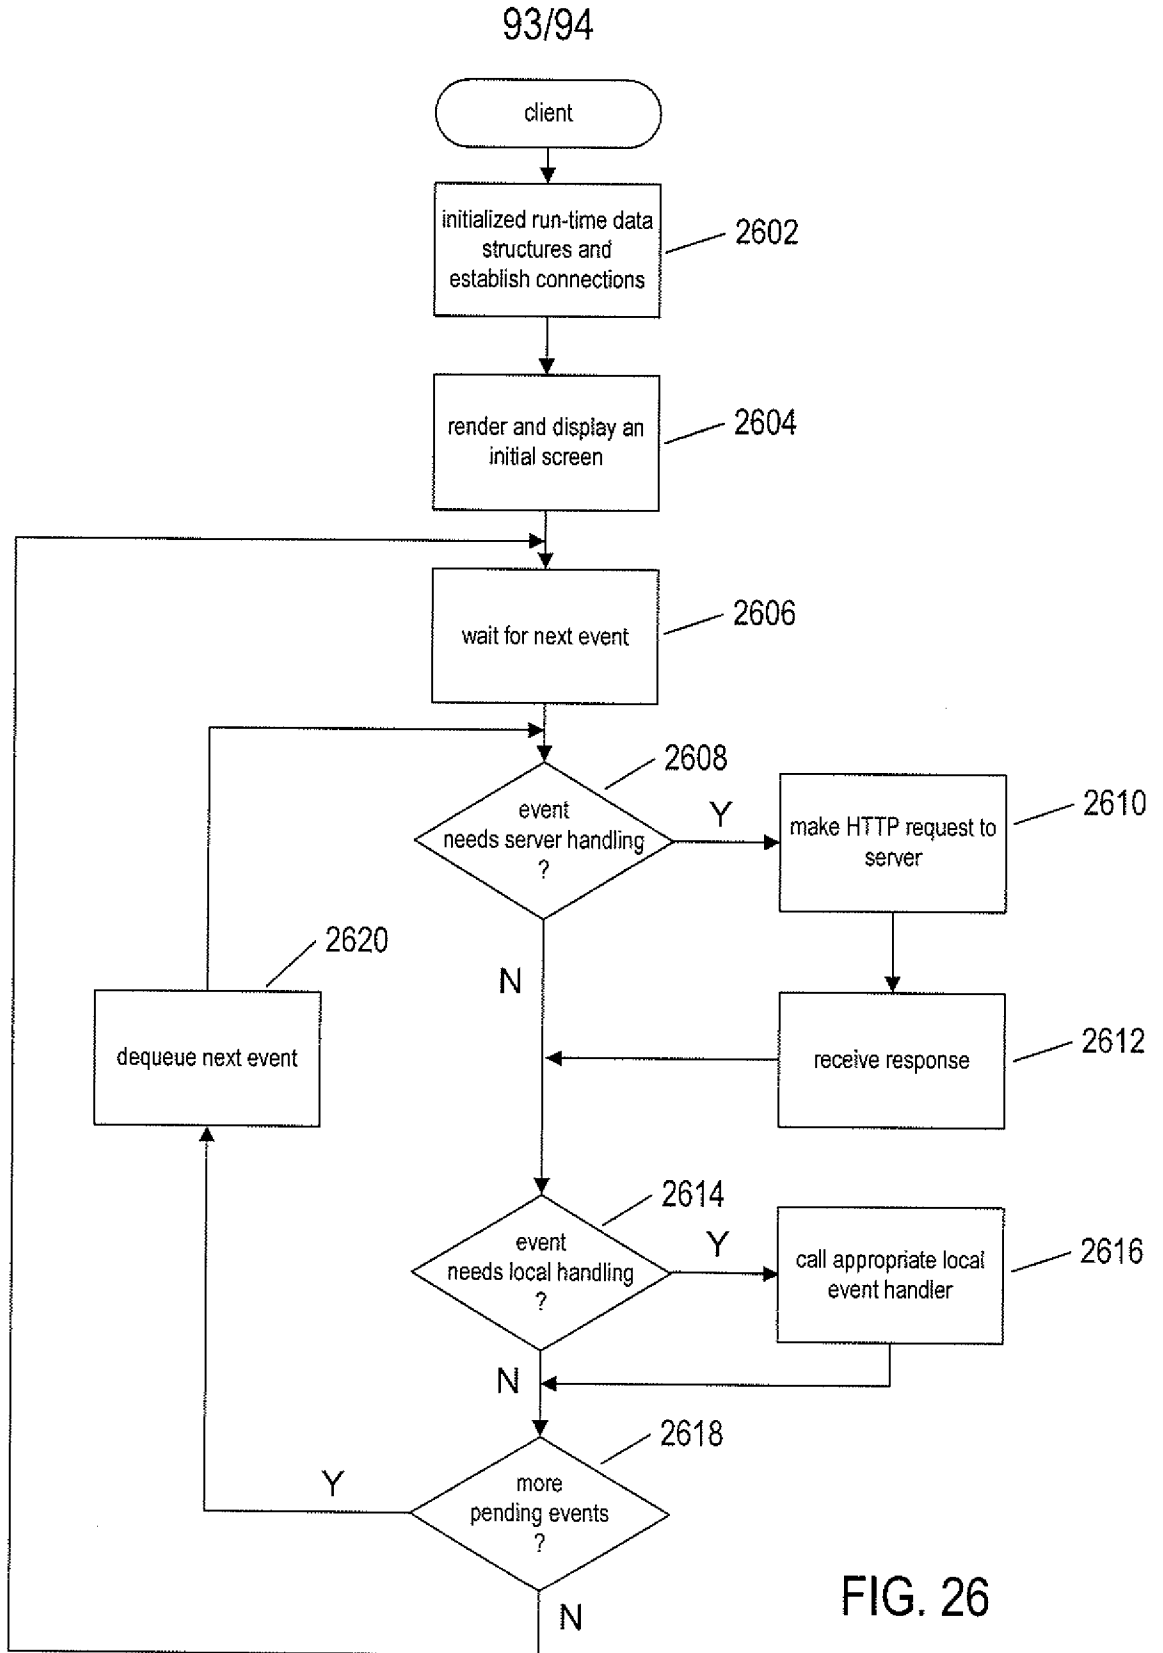 93/94
client
initialized run-time data
structures and
establish connections
2602
render and display an
initial screen
2604
wait for next event
2606
event
needs server handling
?
2608
Y
make HTTP request to
server
2610
N
2620
dequeue next event
receive response
2612
event
needs local handling
?
2614
Y
call appropriate local
event handler
2616
N
more
pending events
?
2618
Y
N
FIG. 26